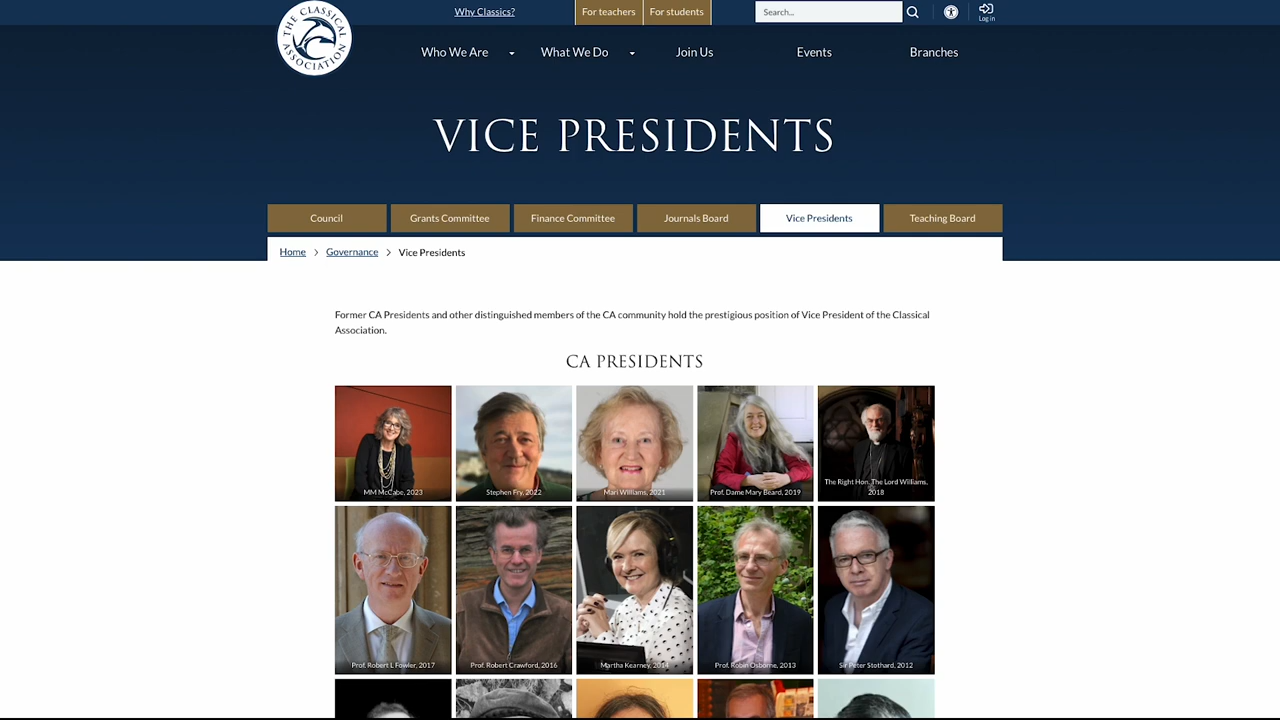 Why Classics?
For teachers
For students
Search...
Log in
THE CLASSICAL ASSOCIATION
Who We Are
What We Do
Join Us
Events
Branches
VICE PRESIDENTS
Council
Grants Committee
Finance Committee
Journals Board
Vice Presidents
Teaching Board
Home > Governance > Vice Presidents
Former CA Presidents and other distinguished members of the CA community hold the prestigious position of Vice President of the Classical
Association.
CA PRESIDENTS
MM McCabe, 2023
Stephen Fry, 2022
Mari Williams, 2021
Prof. Dame Mary Beard, 2019
The Right Hon. The Lord Williams,
2018
Prof. Robert L Fowler, 2017
Prof. Robert Crawford, 2016
Martha Kearney, 2014
Prof. Robin Osborne, 2013
Sir Peter Stothard, 2012